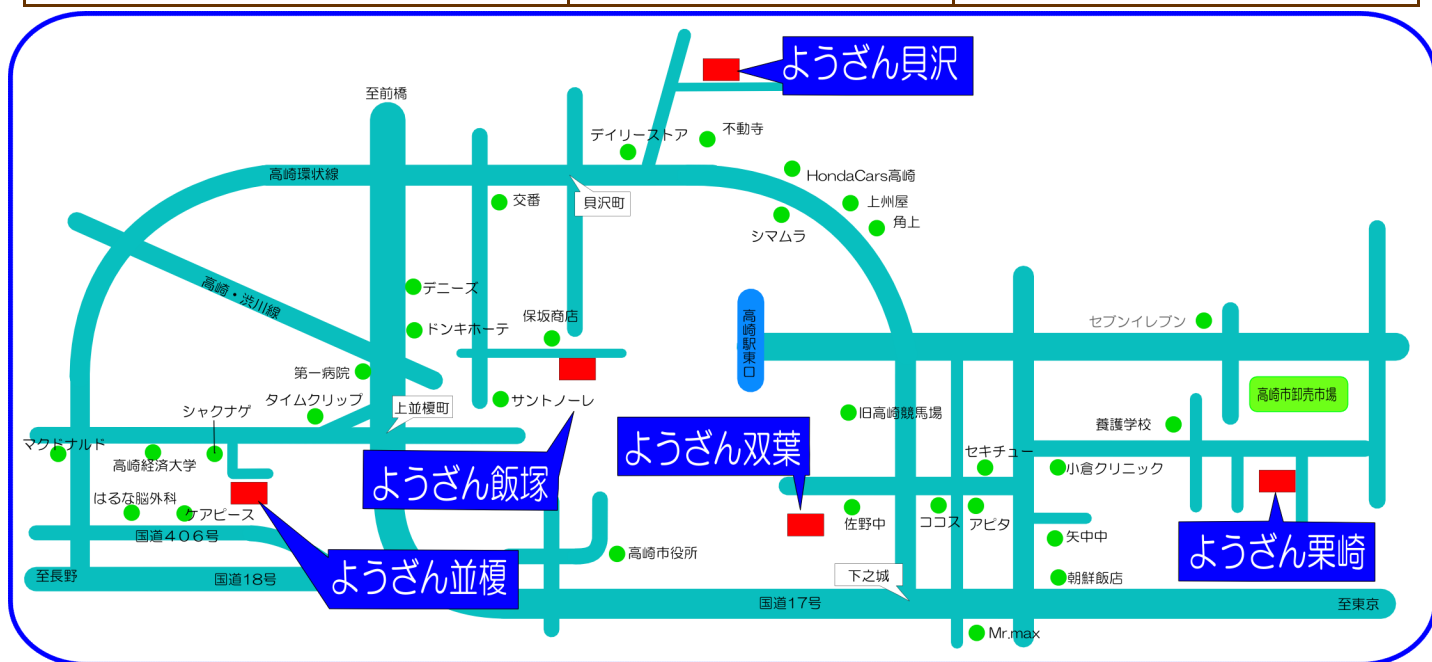 ようざん貝沢
至前橋
デイリーストア
不動寺
高崎環状線
HondaCars高崎
交番
貝沢町
上州屋
角上
シマムラ
高崎・渋川線
デニーズ
保坂商店
ドンキホーテ
高崎駅東口
セブンイレブン
第一病院
タイムクリップ
上並榎町
サントノーレ
高崎市卸売市場
シャクナゲ
旧高崎競馬場
養護学校
マクドナルド
高崎経済大学
ようざん双葉
セキチュー
小倉クリニック
ようざん飯塚
はるな脳外科
ケアピース
佐野中
ココス
アピタ
国道406号
矢中中
ようざん栗崎
高崎市役所
至長野
国道18号
ようざん並榎
下之城
朝鮮飯店
国道17号
至東京
Mr.max